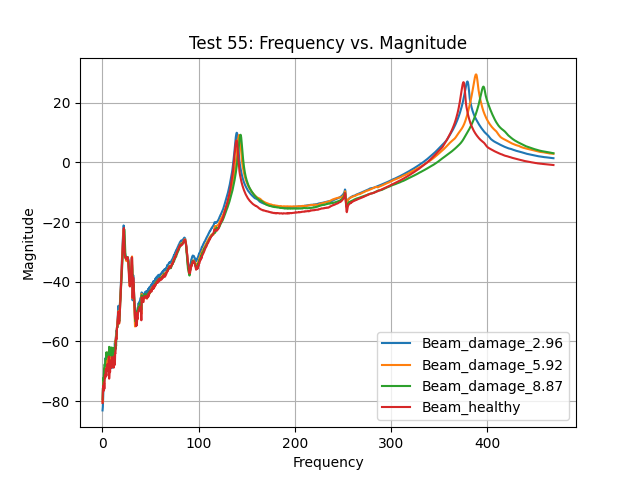 Test 55: Frequency vs. Magnitude
Magnitude
20
0
−20
−40
−60
−80
0
100
200
300
400
Frequency
Beam_damage_2.96
Beam_damage_5.92
Beam_damage_8.87
Beam_healthy